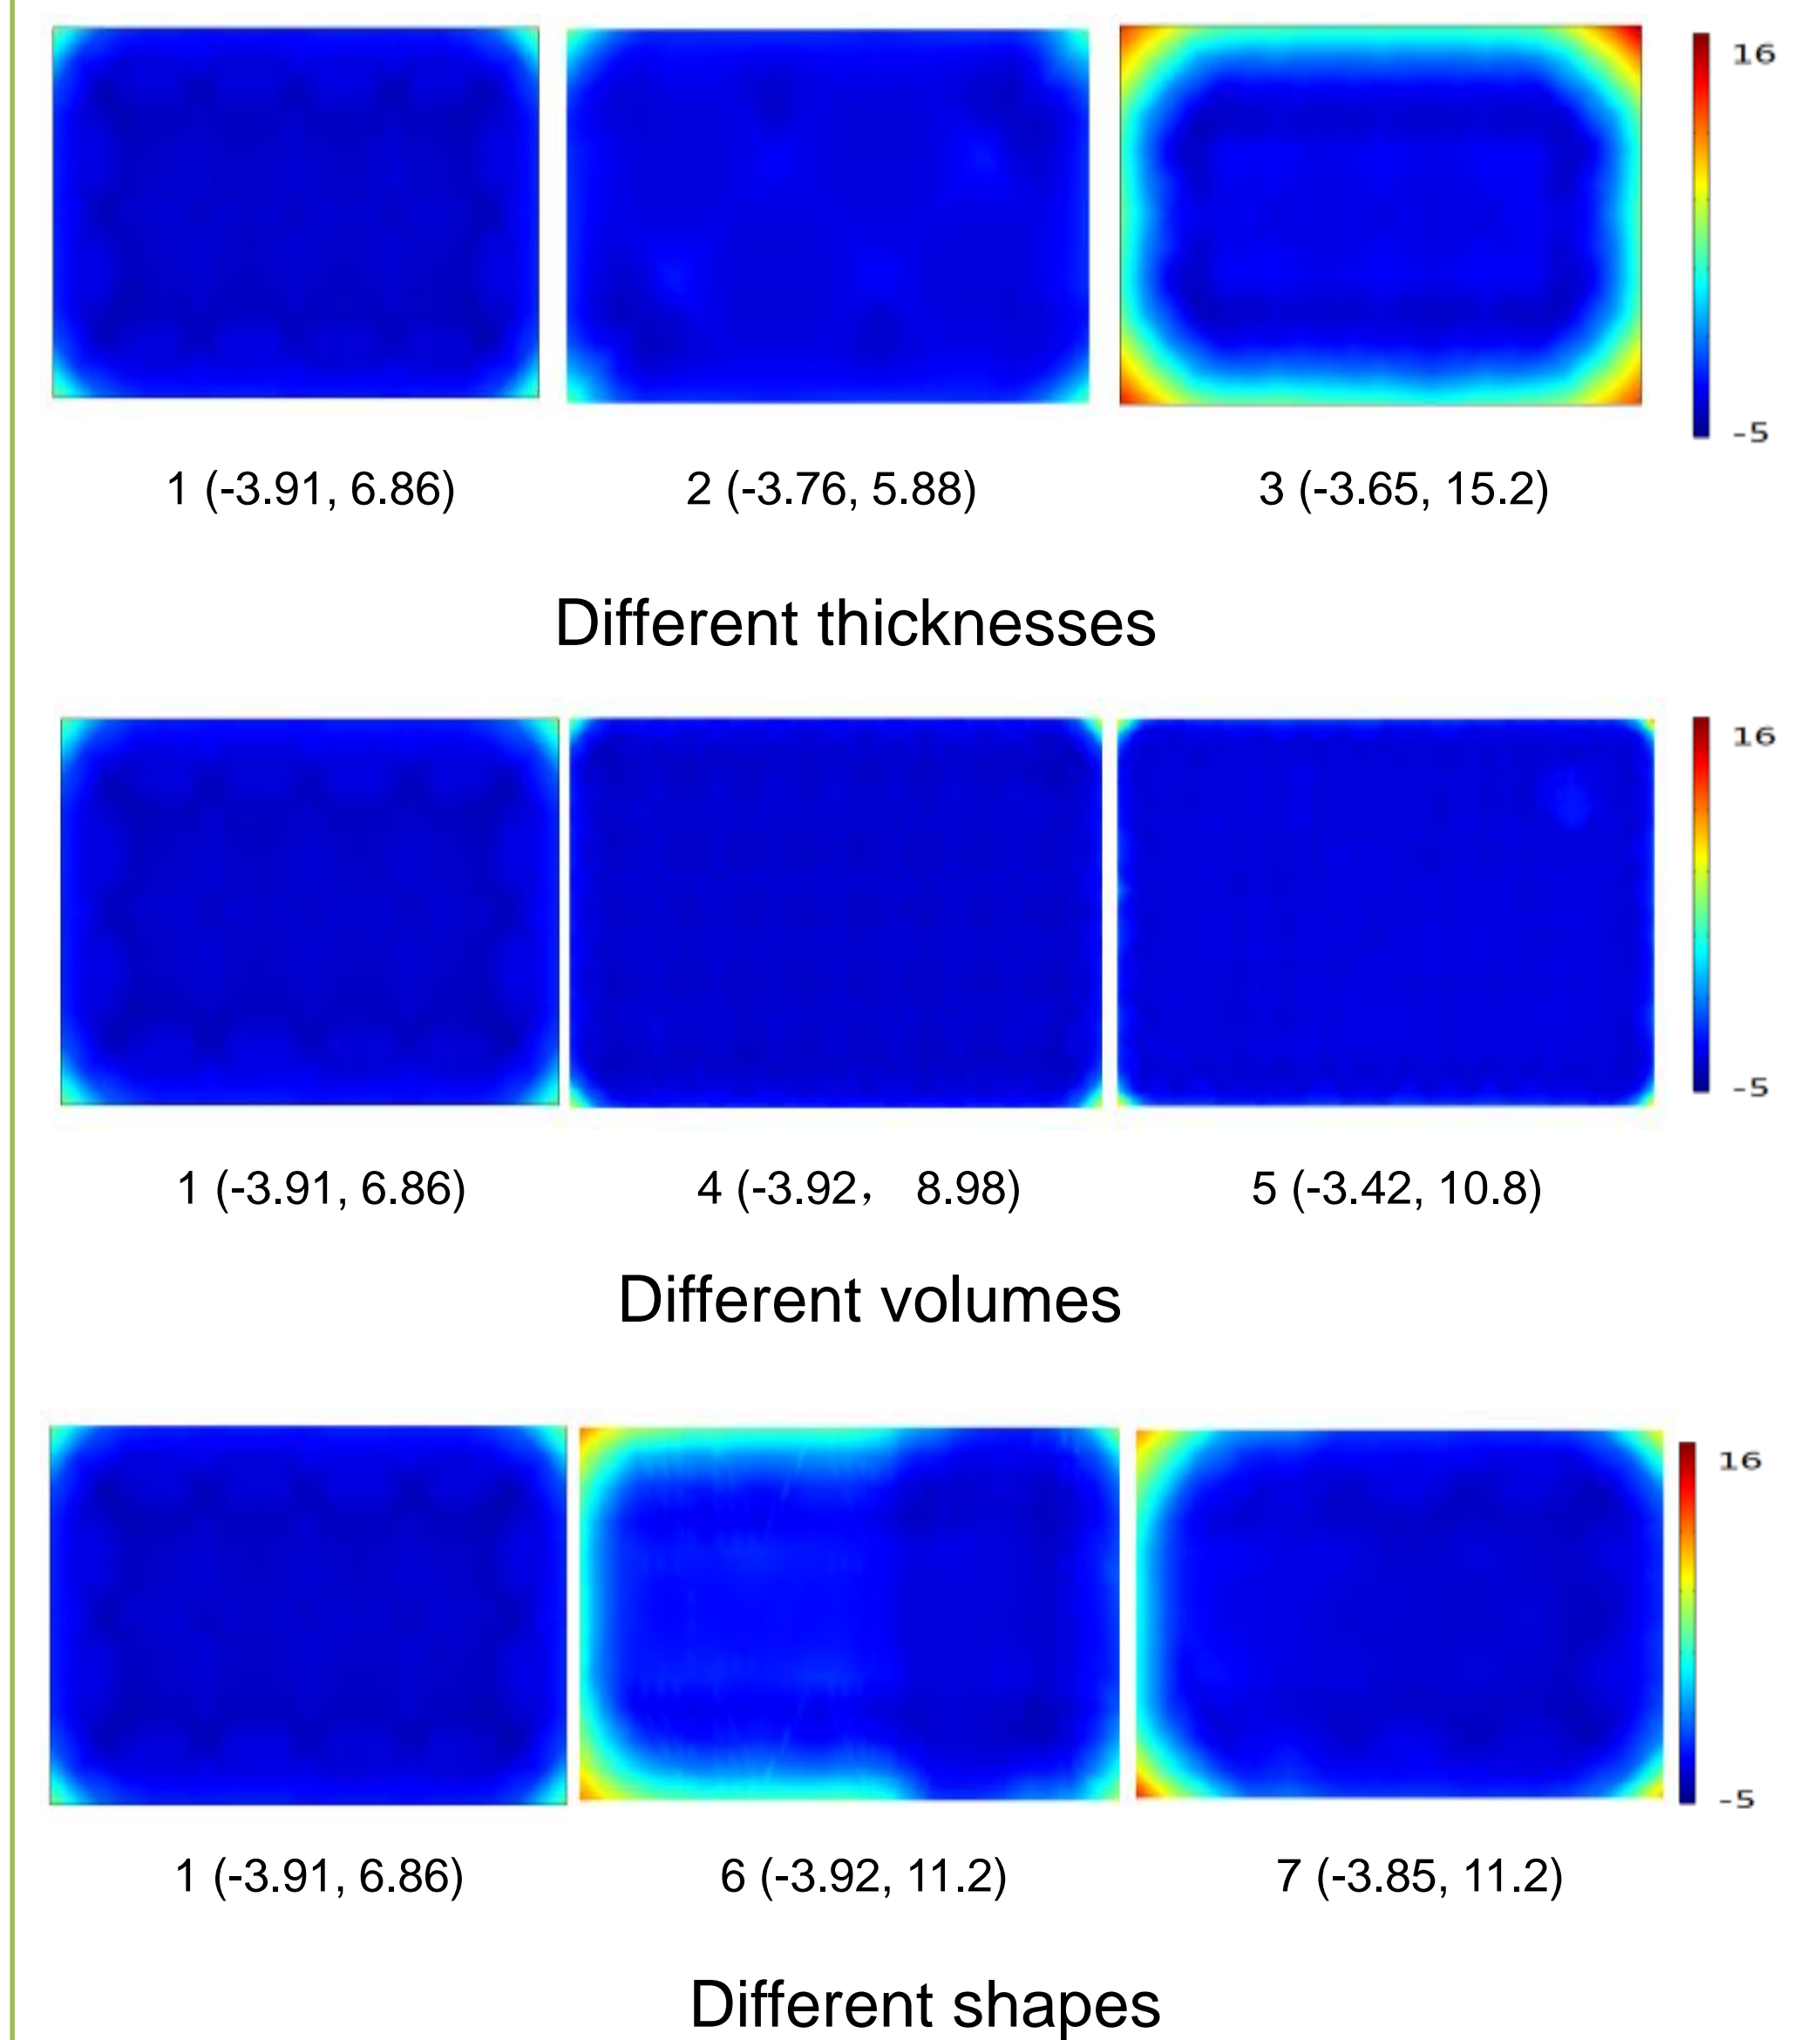 16
-5
1 (-3.91, 6.86)
2 (-3.76, 5.88)
3 (-3.65, 15.2)
Different thicknesses
16
-5
1 (-3.91, 6.86)
4 (-3.92， 8.98)
5 (-3.42, 10.8)
Different volumes
16
-5
1 (-3.91, 6.86)
6 (-3.92, 11.2)
7 (-3.85, 11.2)
Different shapes